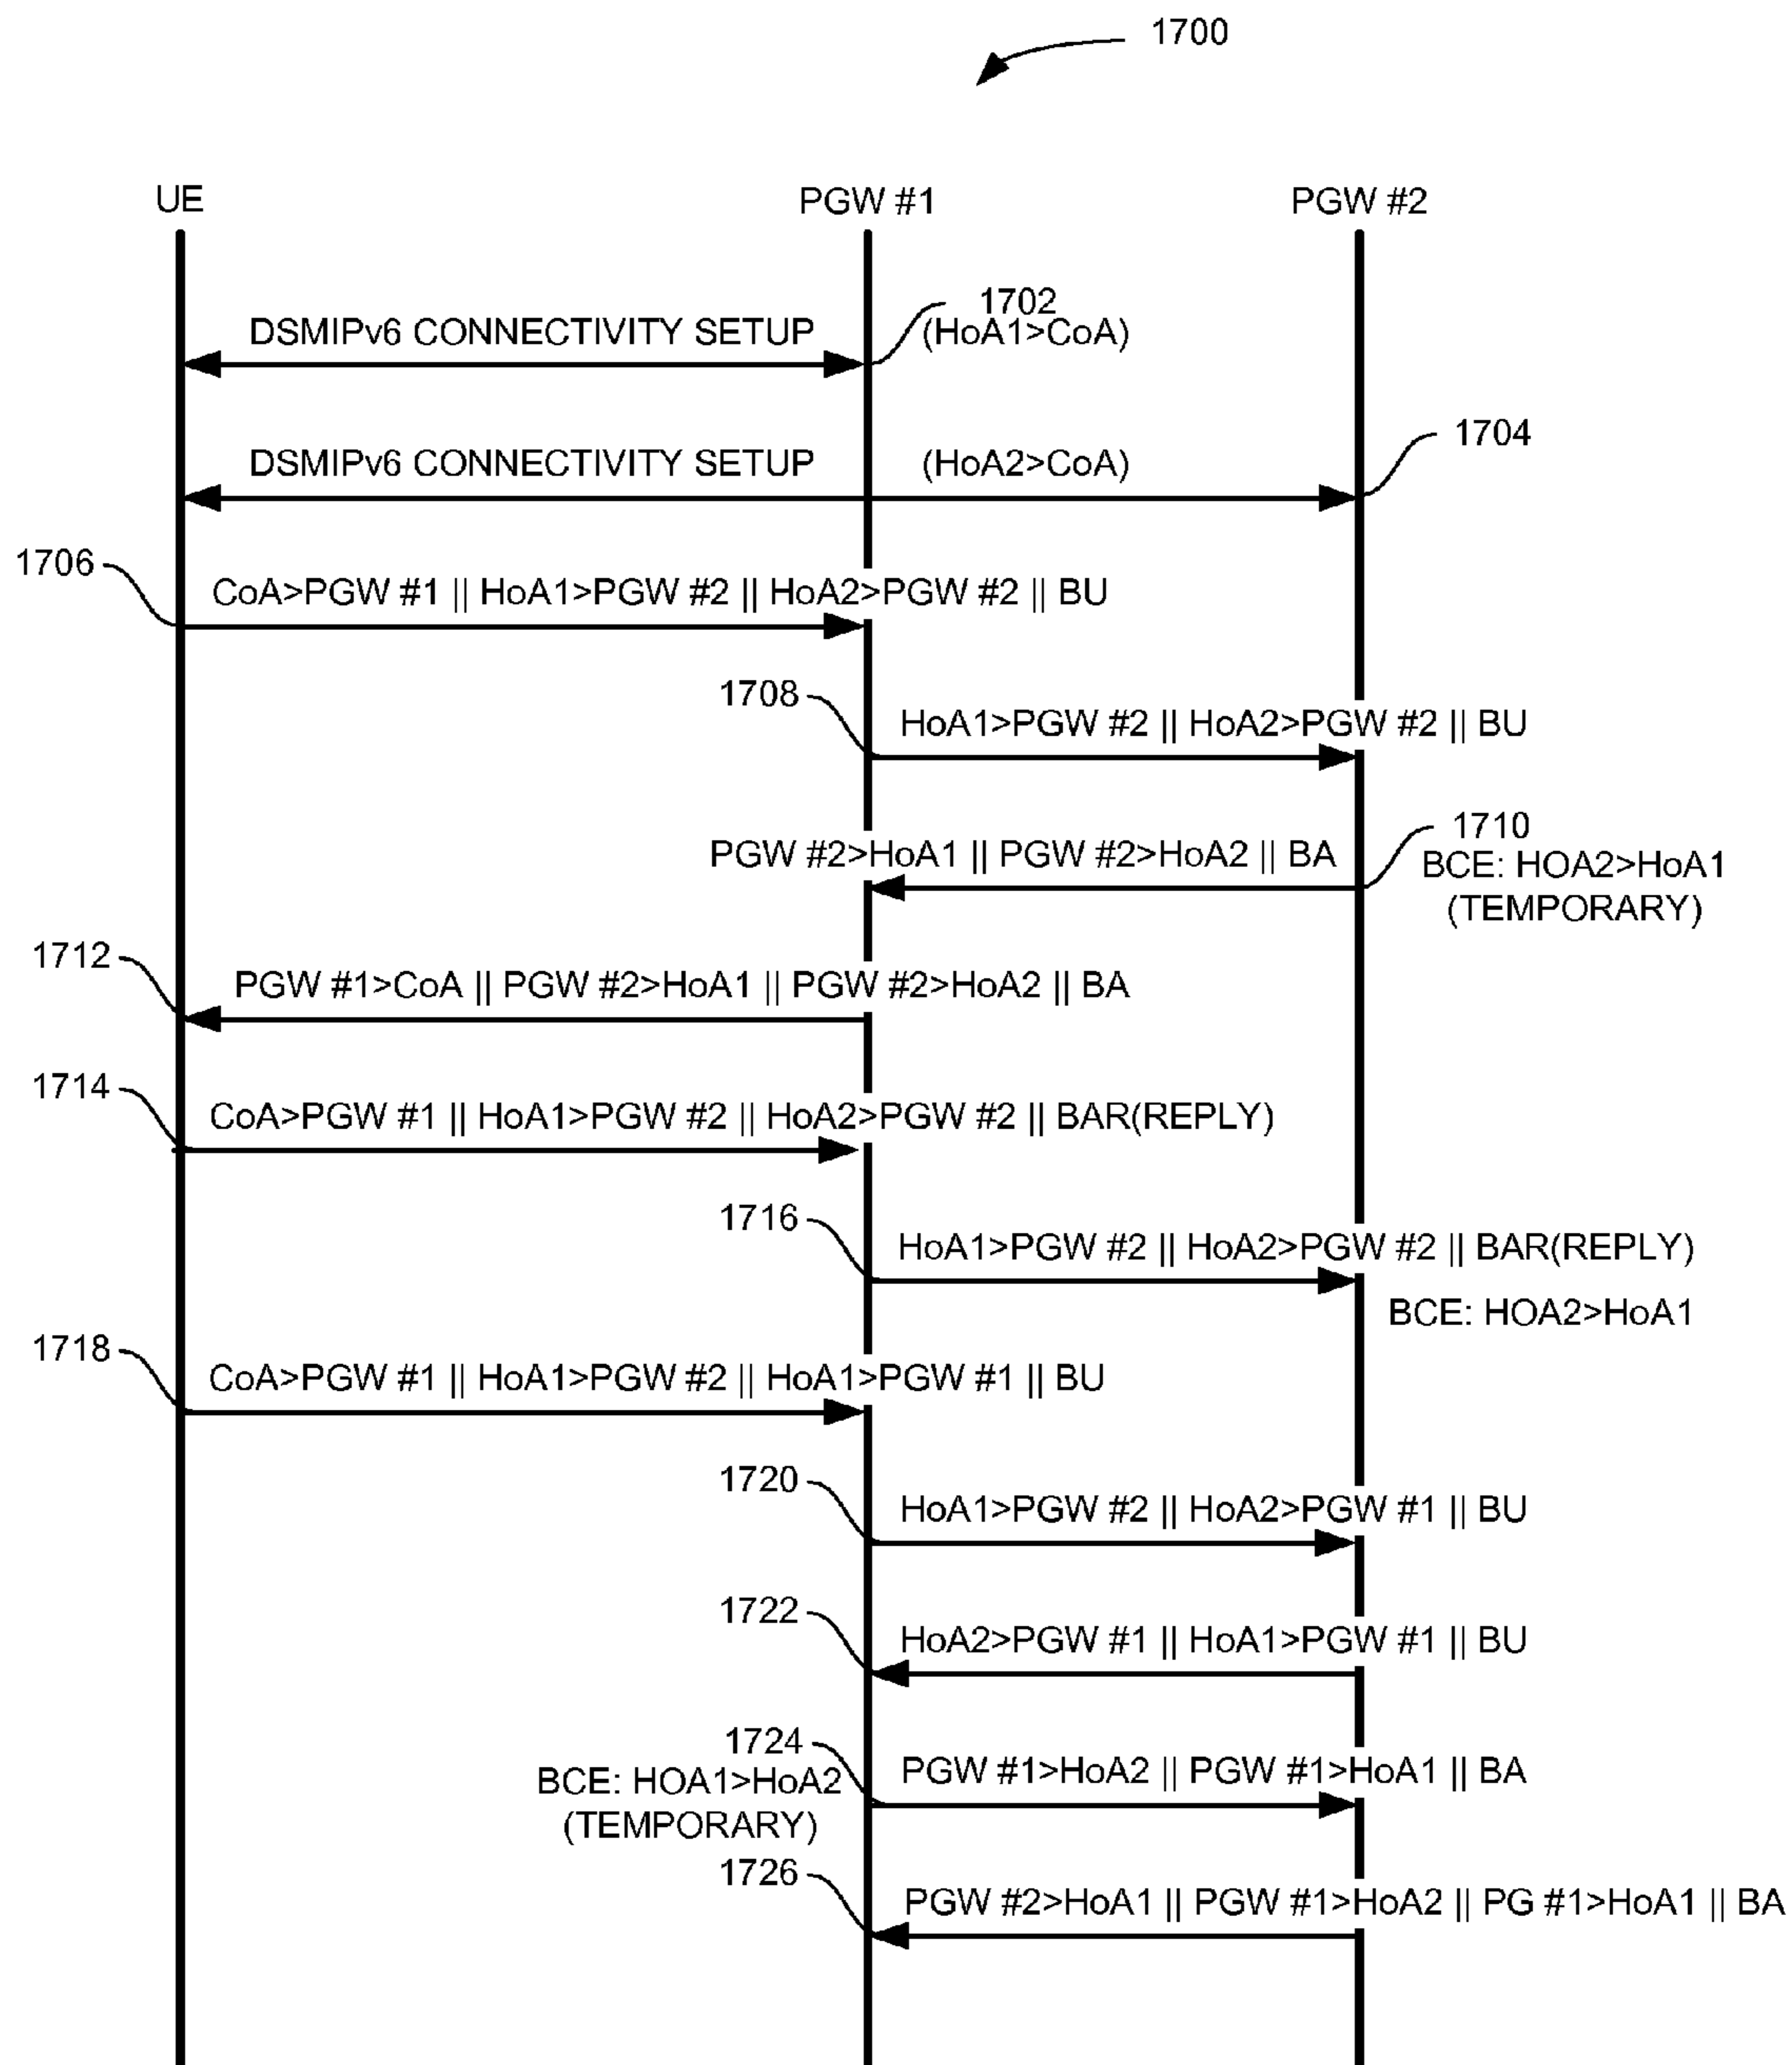 1700
UE
PGW #1
PGW #2
1702
DSMIPv6 CONNECTIVITY SETUP
(HoA1>CoA)
1704
DSMIPv6 CONNECTIVITY SETUP
(HoA2>CoA)
1706
CoA>PGW #1 || HoA1>PGW #2 || HoA2>PGW #2 || BU
1708
HoA1>PGW #2 || HoA2>PGW #2 || BU
1710
PGW #2>HoA1 || PGW #2>HoA2 || BA
BCE: HOA2>HoA1
(TEMPORARY)
1712
PGW #1>CoA || PGW #2>HoA1 || PGW #2>HoA2 || BA
1714
CoA>PGW #1 || HoA1>PGW #2 || HoA2>PGW #2 || BAR(REPLY)
1716
HoA1>PGW #2 || HoA2>PGW #2 || BAR(REPLY)
BCE: HOA2>HoA1
1718
CoA>PGW #1 || HoA1>PGW #2 || HoA1>PGW #1 || BU
1720
HoA1>PGW #2 || HoA2>PGW #1 || BU
1722
HoA2>PGW #1 || HoA1>PGW #1 || BU
1724
BCE: HOA1>HoA2
(TEMPORARY)
PGW #1>HoA2 || PGW #1>HoA1 || BA
1726
PGW #2>HoA1 || PGW #1>HoA2 || PG #1>HoA1 || BA